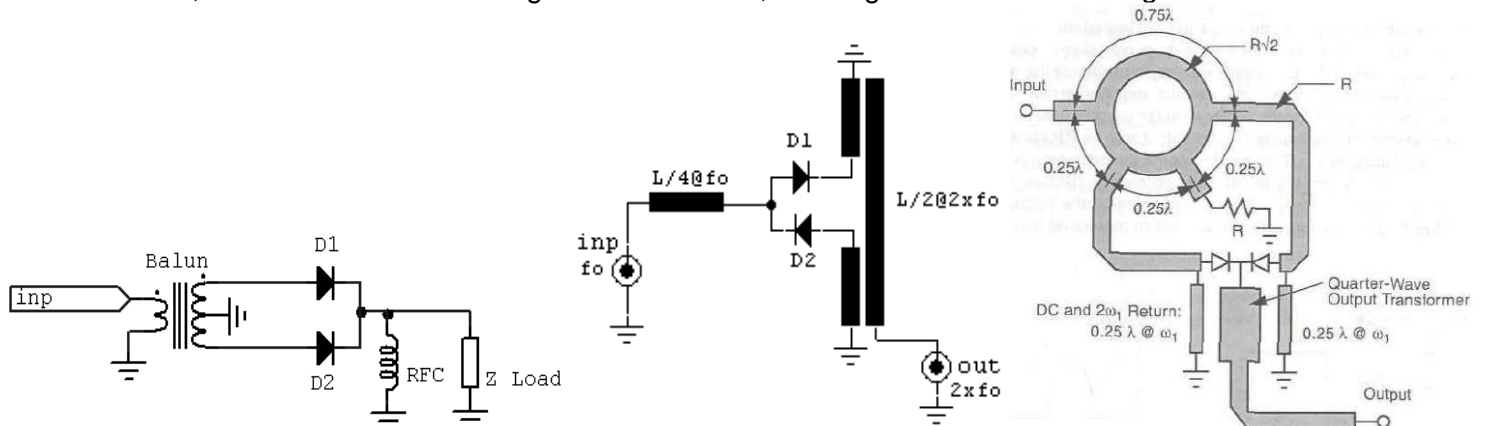 inp
Balun
D1
D2
RFC
Z Load
inp
fo
L/4@fo
D1
D2
L/2@2xfo
out
2xfo
0.75λ
R√2
R
Input
0.25λ
0.25λ
0.25λ
R
DC and 2ω₁ Return:
0.25 λ @ ω₁
Quarter-Wave
Output Transformer
0.25 λ @ ω₁
Output